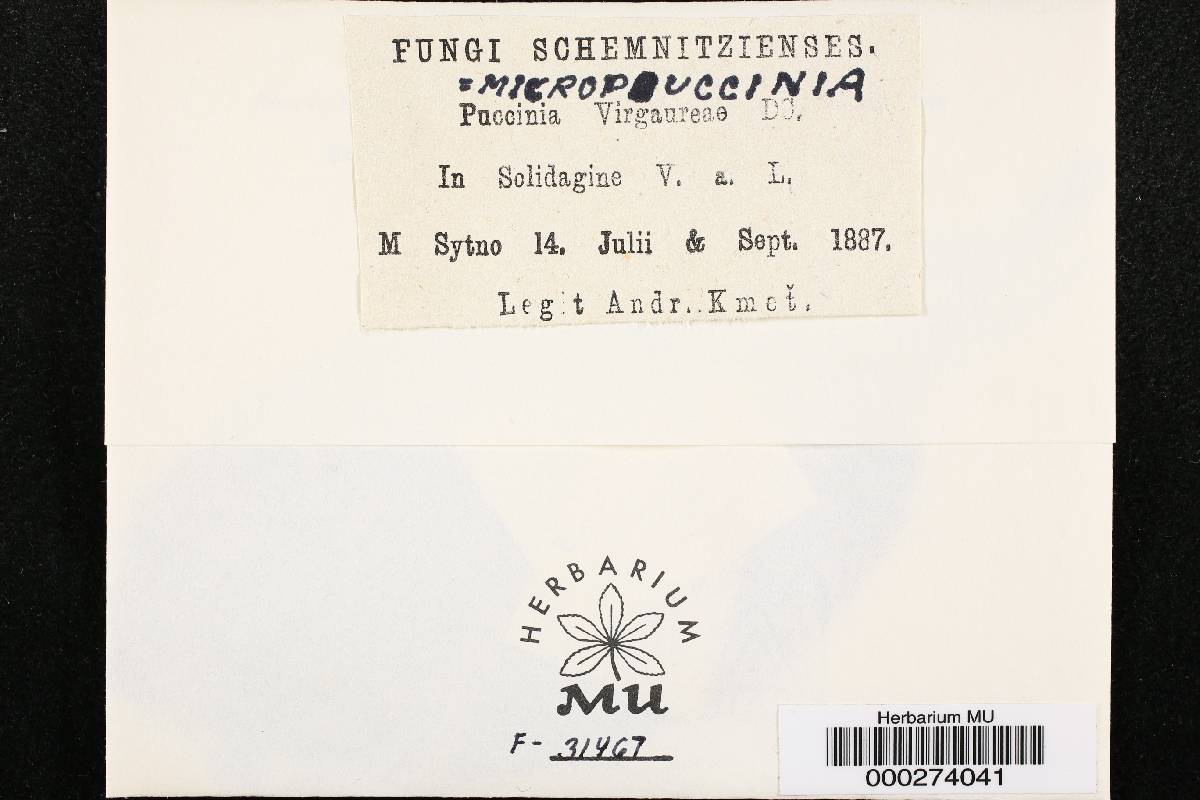 FUNGI SCHEMNITZIENSES.
=MICROPUCCINIA
Puccinia Virgaureae DC.
In Solidagine V. a. L.
M Sytno 14. Julii & Sept. 1887.
Legit Andr. Kmeť.
HERBARIUM
MU
F- 31467
Herbarium MU
000274041